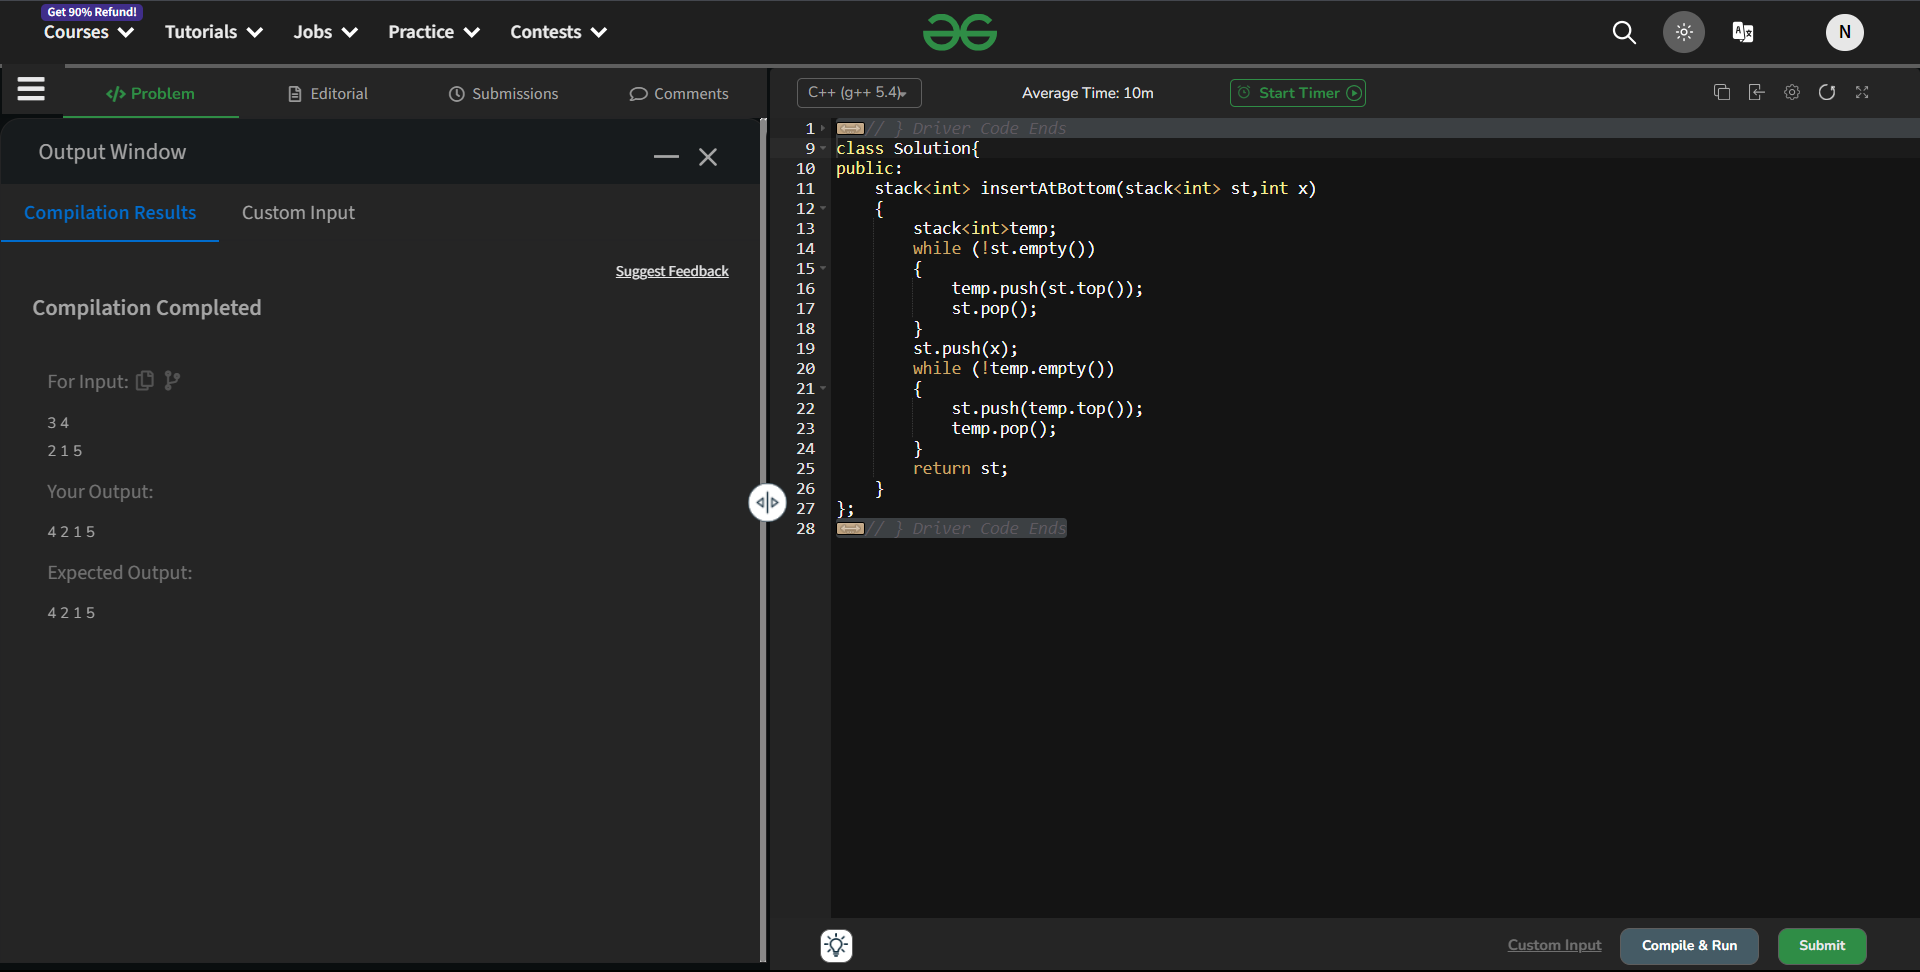 Get 90% Refund!
Courses Tutorials Jobs Practice Contests
N
Problem Editorial Submissions Comments
Output Window
Compilation Results Custom Input
Suggest Feedback
Compilation Completed
For Input:
3 4
2 1 5
Your Output:
4 2 1 5
Expected Output:
4 2 1 5
C++ (g++ 5.4) Average Time: 10m Start Timer
1 // } Driver Code Ends
9 class Solution{
10 public:
11     stack<int> insertAtBottom(stack<int> st,int x)
12     {
13         stack<int>temp;
14         while (!st.empty())
15         {
16             temp.push(st.top());
17             st.pop();
18         }
19         st.push(x);
20         while (!temp.empty())
21         {
22             st.push(temp.top());
23             temp.pop();
24         }
25         return st;
26     }
27 };
28 // } Driver Code Ends
Custom Input Compile & Run Submit